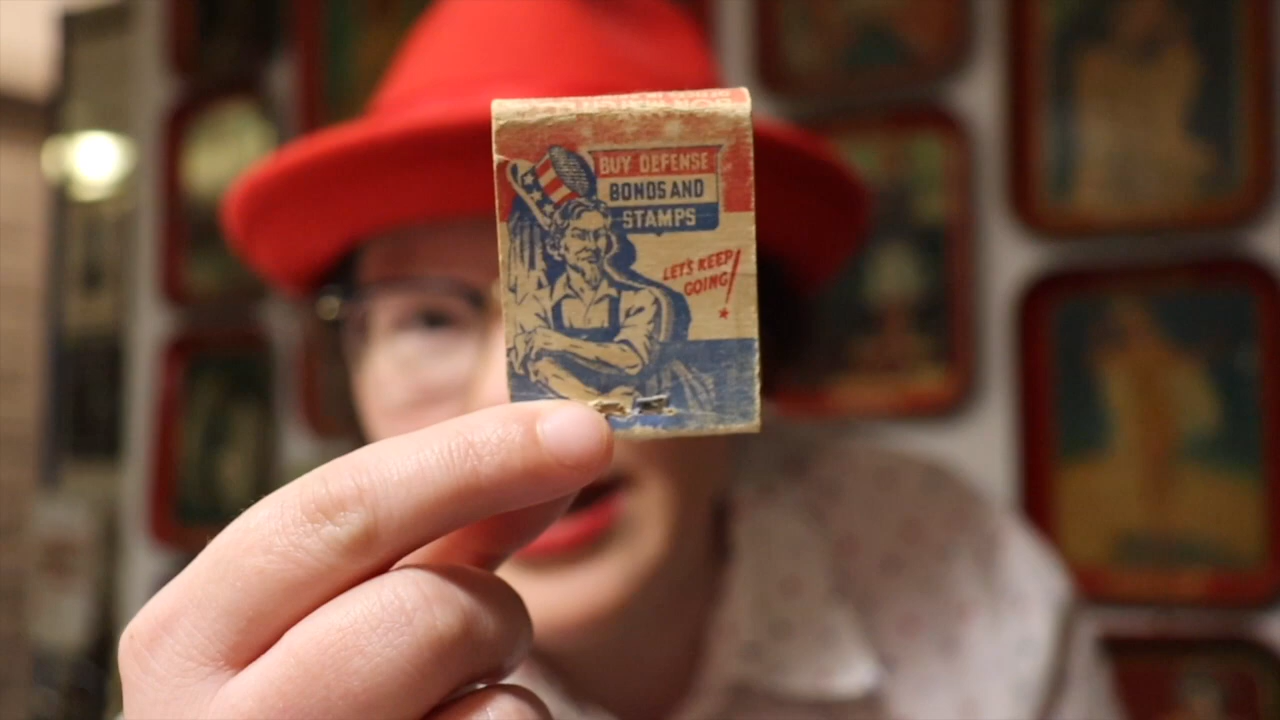 BUY DEFENSE
BONDS AND
STAMPS
LET'S KEEP
GOING!